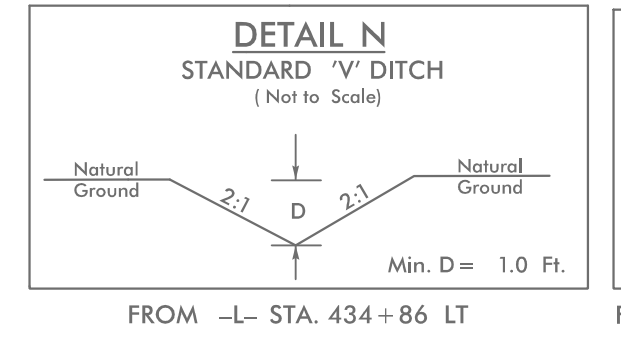 DETAIL N
STANDARD 'V' DITCH
( Not to Scale)
Natural
Ground
2:1
D
2:1
Natural
Ground
Min. D = 1.0 Ft.
FROM -L- STA. 434+86 LT
F